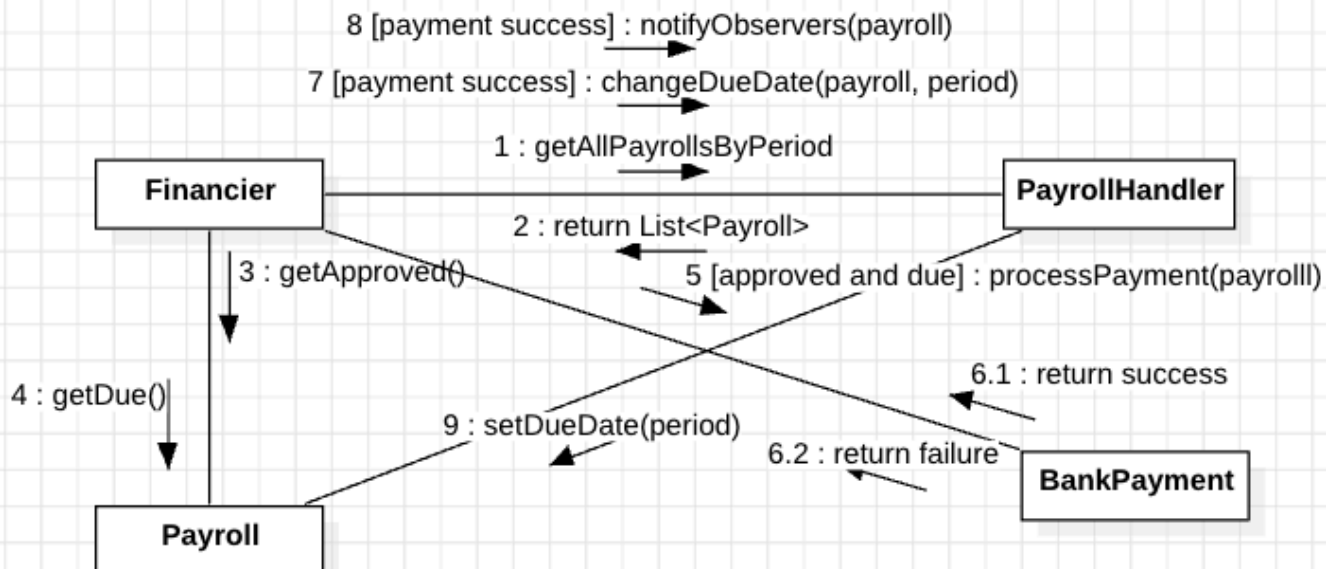 8 [payment success] : notifyObservers(payroll)
7 [payment success] : changeDueDate(payroll, period)
1 : getAllPayrollsByPeriod
Financier
PayrollHandler
2 : return List<Payroll>
3 : getApproved()
5 [approved and due] : processPayment(payrolll)
6.1 : return success
4 : getDue()
9 : setDueDate(period)
6.2 : return failure
BankPayment
Payroll